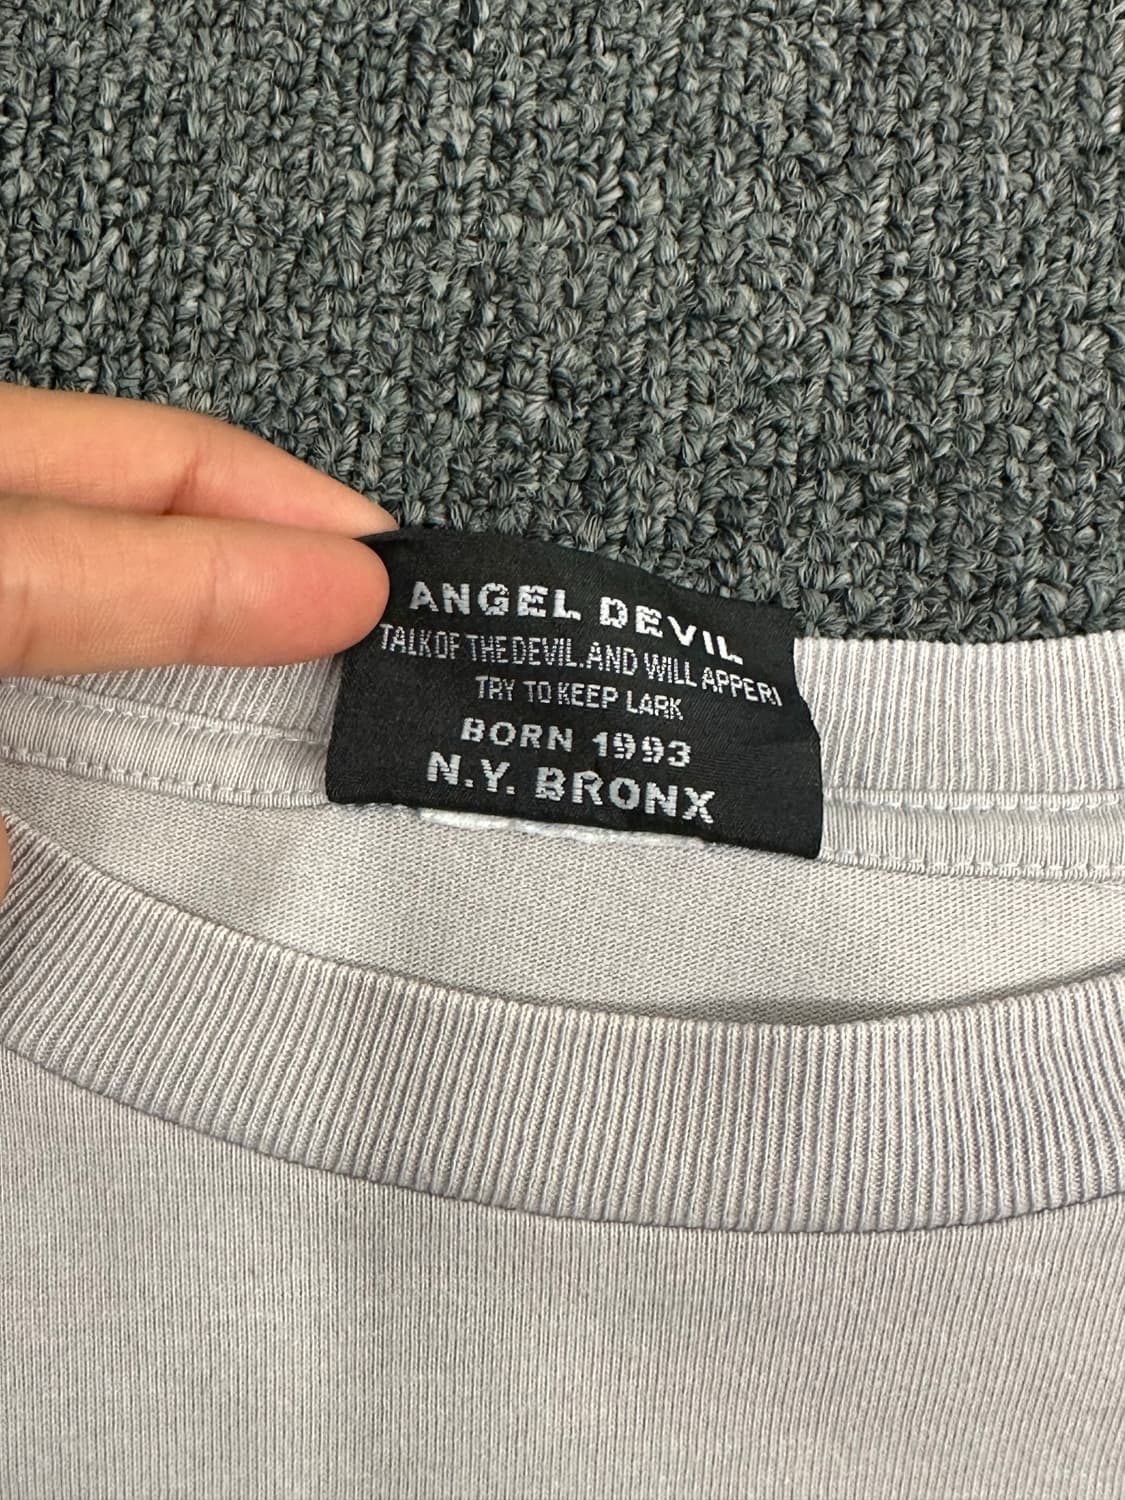 ANGEL DEVIL
TALK OF THE DEVIL.AND WILL APPERI
TRY TO KEEP LARK
BORN 1993
N.Y. BRONX